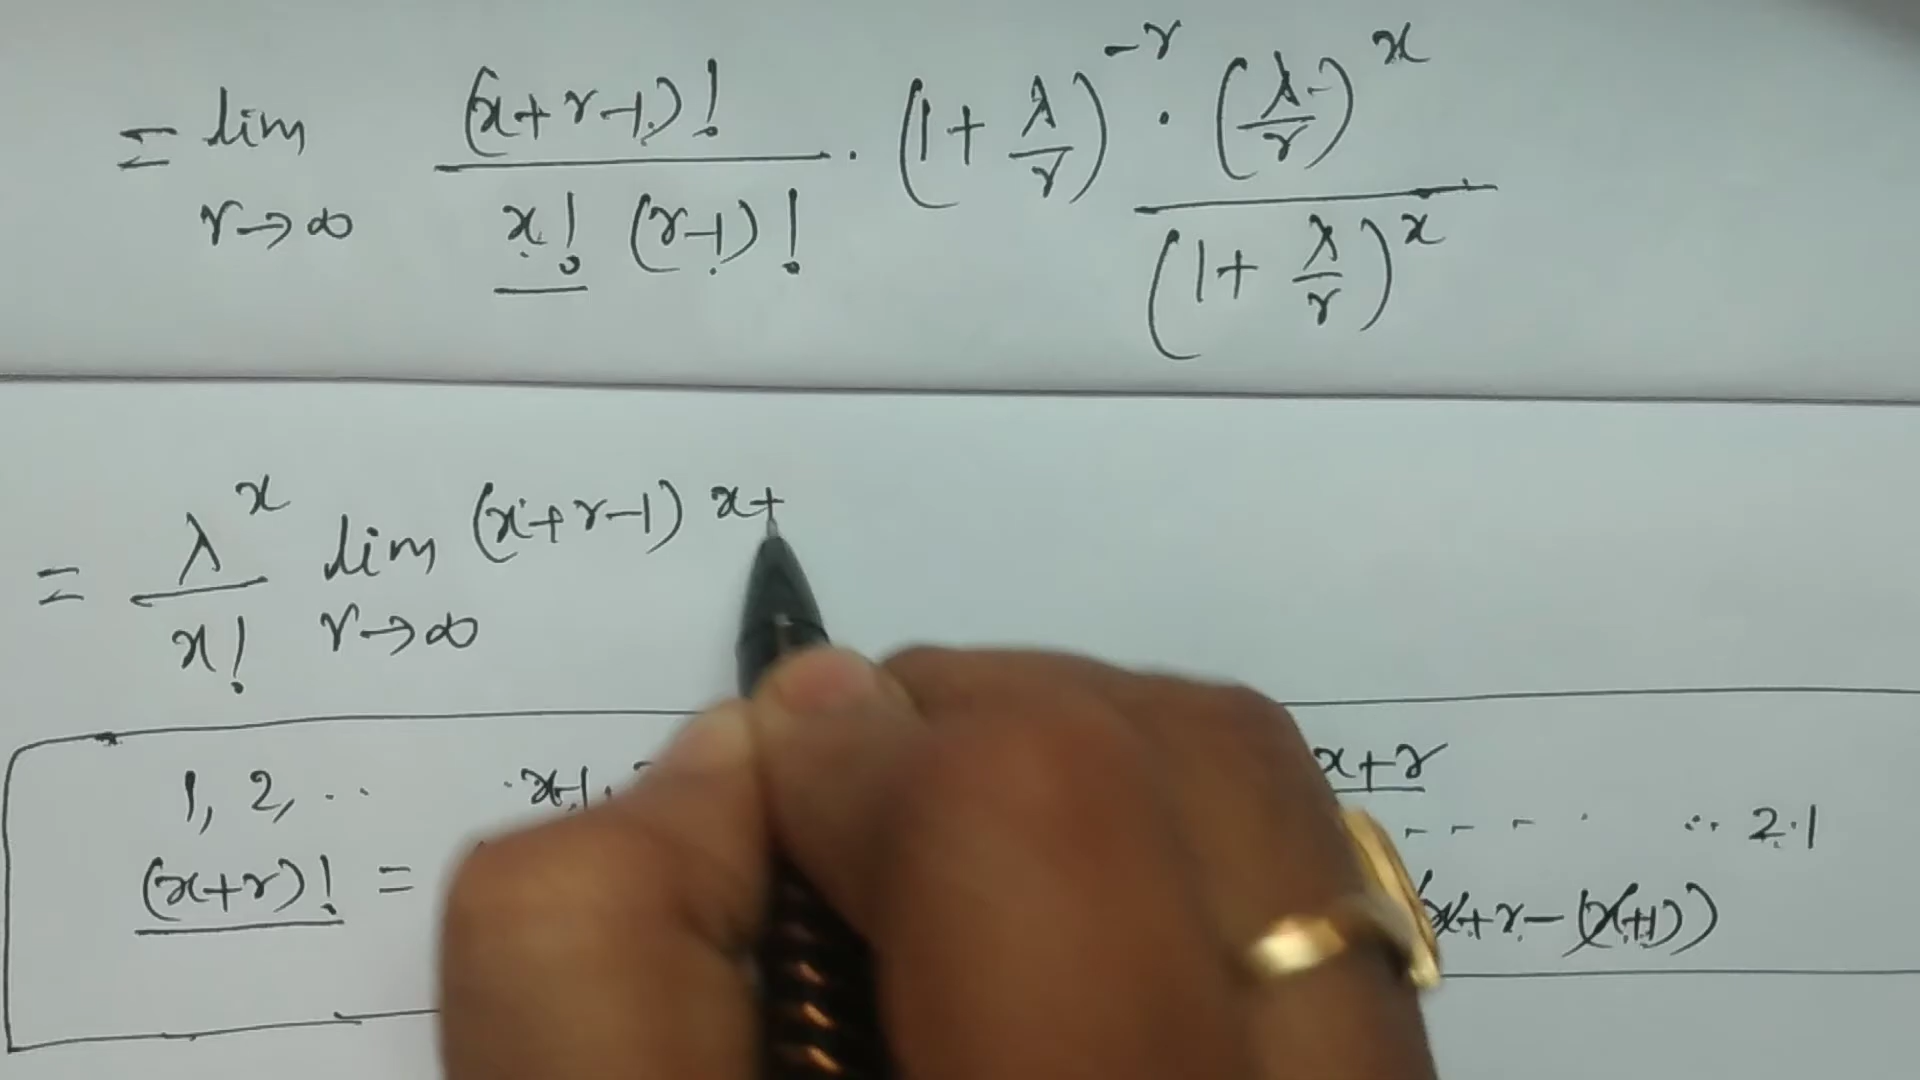 = lim r→∞ (x+r-1)! / x! (r-1)! · (1 + λ/r)^-r · (λ/r)^x / (1 + λ/r)^x
= λ^x / x! lim r→∞ (x+r-1) x+
1, 2, .. x-1, x+r
(x+r)! = - - - · ·· 2·1
(x+r-(x+1))